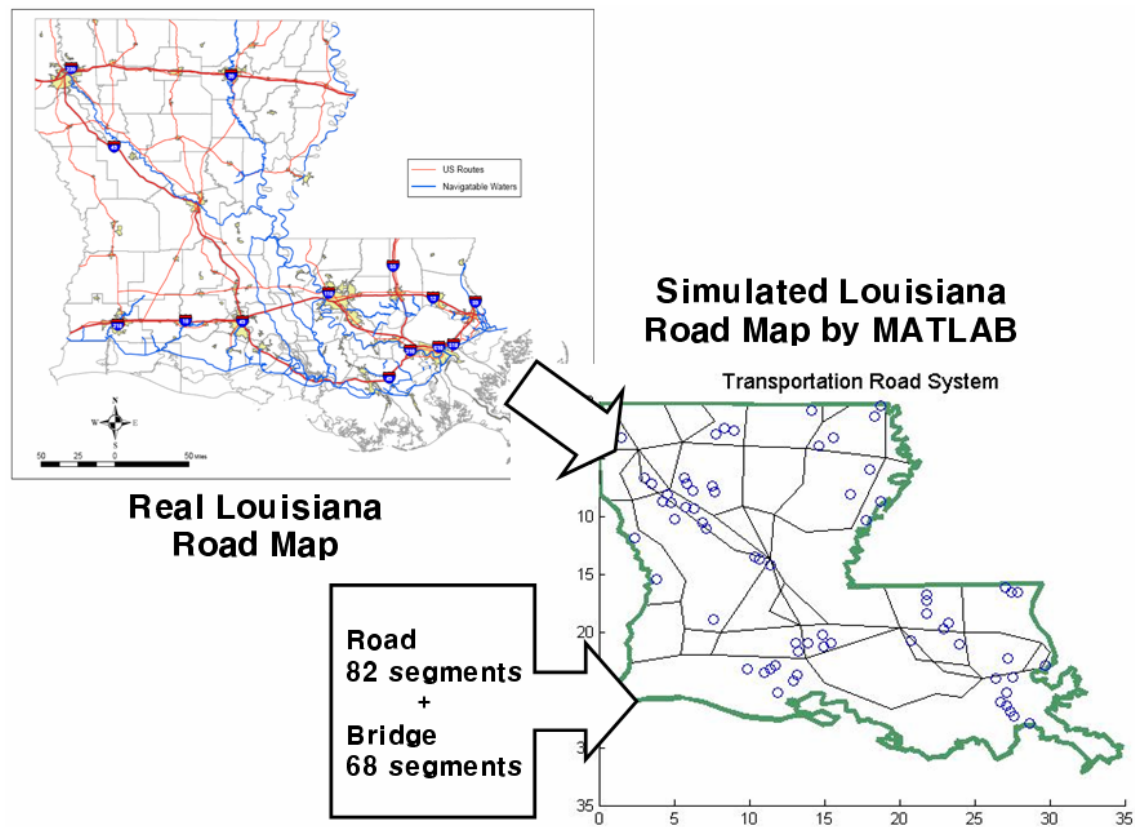 US Routes
Navigatable Waters
N
W E
S
50 25 0 50 Miles
Real Louisiana
Road Map
Simulated Louisiana
Road Map by MATLAB
Transportation Road System
Road
82 segments
+
Bridge
68 segments
10
15
20
35
0 5 10 15 20 25 30 35